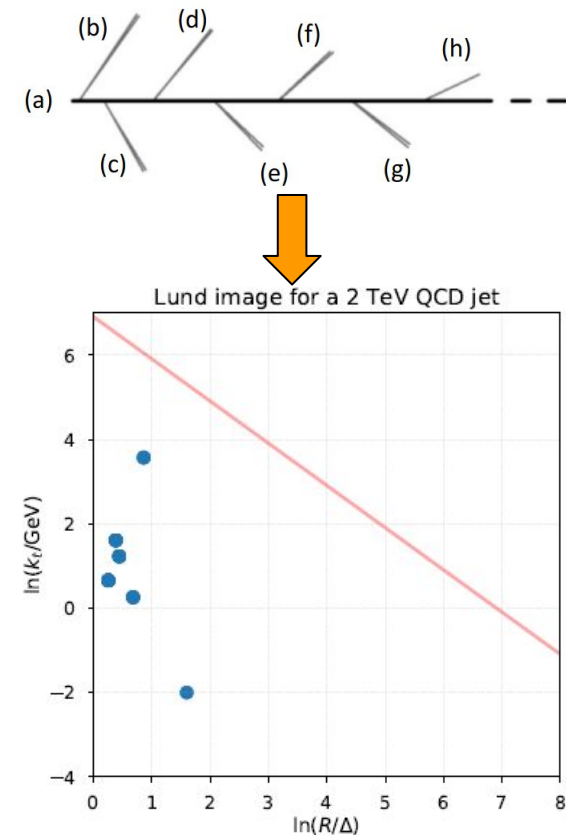 (b)
(d)
(f)
(h)
(a)
(c)
(e)
(g)
Lund image for a 2 TeV QCD jet
ln(kₜ/GeV)
6
4
2
0
−2
−4
0 1 2 3 4 5 6 7 8
ln(R/Δ)